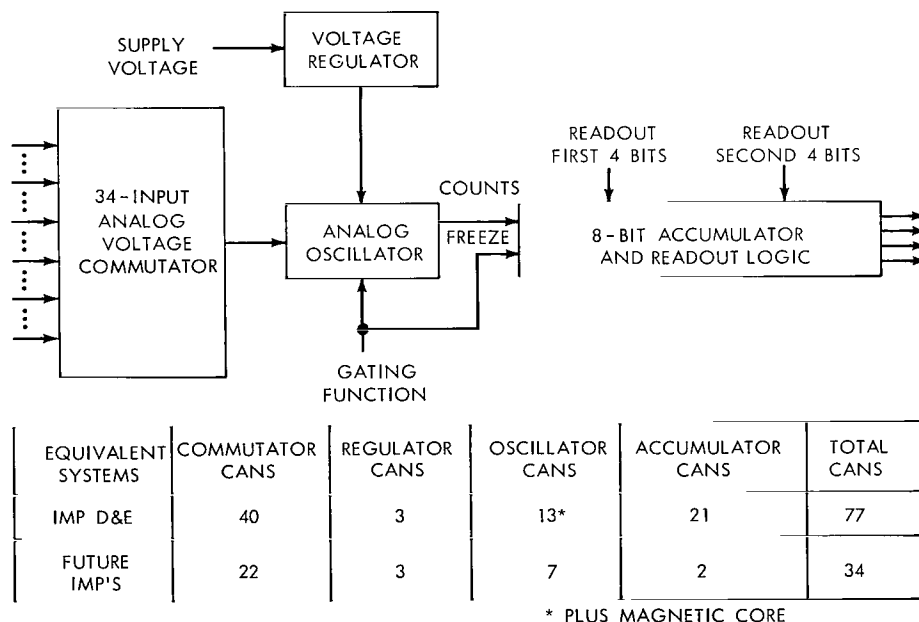 SUPPLY
VOLTAGE
VOLTAGE
REGULATOR
34-INPUT
ANALOG
VOLTAGE
COMMUTATOR
ANALOG
OSCILLATOR
COUNTS
FREEZE
GATING
FUNCTION
READOUT
FIRST 4 BITS
READOUT
SECOND 4 BITS
8-BIT ACCUMULATOR
AND READOUT LOGIC
EQUIVALENT
SYSTEMS
COMMUTATOR
CANS
REGULATOR
CANS
OSCILLATOR
CANS
ACCUMULATOR
CANS
TOTAL
CANS
IMP D&E 40 3 13* 21 77
FUTURE
IMP'S
22 3 7 2 34
* PLUS MAGNETIC CORE